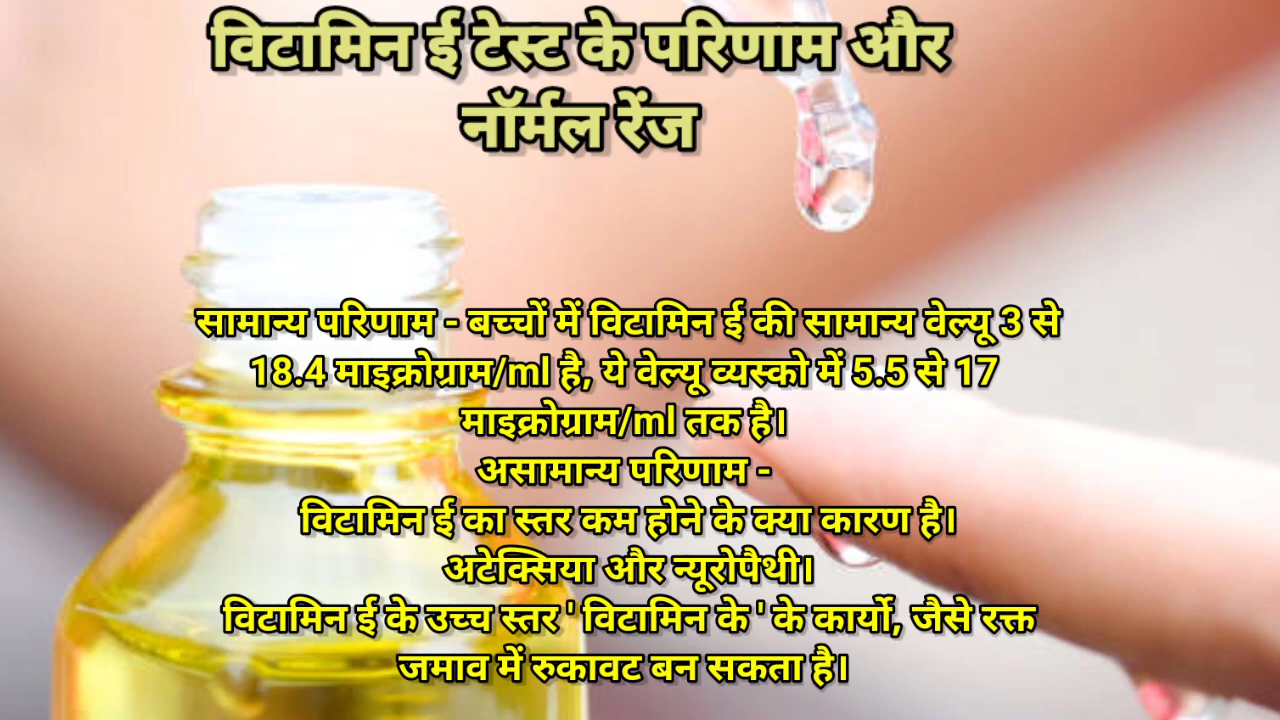 विटामिन ई टेस्ट के परिणाम और
नॉर्मल रेंज
सामान्य परिणाम - बच्चों में विटामिन ई की सामान्य वेल्यू 3 से
18.4 माइक्रोग्राम/ml है, ये वेल्यू व्यस्को में 5.5 से 17
माइक्रोग्राम/ml तक है।
असामान्य परिणाम -
विटामिन ई का स्तर कम होने के क्या कारण है।
अटेक्सिया और न्यूरोपैथी।
विटामिन ई के उच्च स्तर ' विटामिन के ' के कार्यो, जैसे रक्त
जमाव में रुकावट बन सकता है।